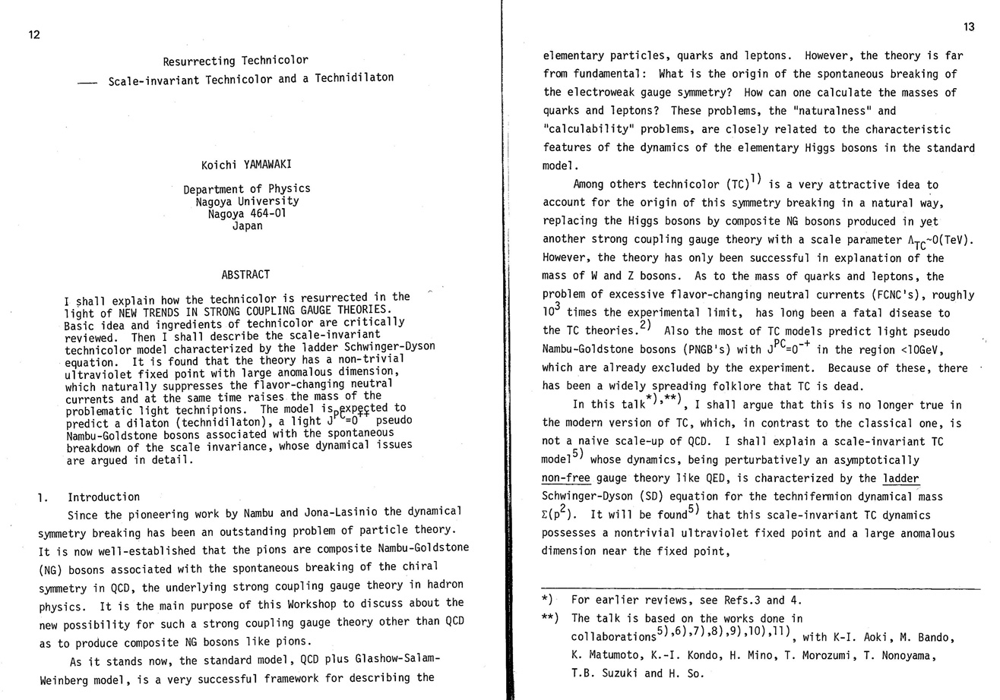 12
Resurrecting Technicolor
—— Scale-invariant Technicolor and a Technidilaton
Koichi YAMAWAKI
Department of Physics
Nagoya University
Nagoya 464-01
Japan
ABSTRACT
I shall explain how the technicolor is resurrected in the
light of NEW TRENDS IN STRONG COUPLING GAUGE THEORIES.
Basic idea and ingredients of technicolor are critically
reviewed. Then I shall describe the scale-invariant
technicolor model characterized by the ladder Schwinger-Dyson
equation. It is found that the theory has a non-trivial
ultraviolet fixed point with large anomalous dimension,
which naturally suppresses the flavor-changing neutral
currents and at the same time raises the mass of the
problematic light technipions. The model is expected to
predict a dilaton (technidilaton), a light J^PC=0^++ pseudo
Nambu-Goldstone bosons associated with the spontaneous
breakdown of the scale invariance, whose dynamical issues
are argued in detail.
1. Introduction
Since the pioneering work by Nambu and Jona-Lasinio the dynamical
symmetry breaking has been an outstanding problem of particle theory.
It is now well-established that the pions are composite Nambu-Goldstone
(NG) bosons associated with the spontaneous breaking of the chiral
symmetry in QCD, the underlying strong coupling gauge theory in hadron
physics. It is the main purpose of this Workshop to discuss about the
new possibility for such a strong coupling gauge theory other than QCD
as to produce composite NG bosons like pions.
As it stands now, the standard model, QCD plus Glashow-Salam-
Weinberg model, is a very successful framework for describing the
13
elementary particles, quarks and leptons. However, the theory is far
from fundamental: What is the origin of the spontaneous breaking of
the electroweak gauge symmetry? How can one calculate the masses of
quarks and leptons? These problems, the "naturalness" and
"calculability" problems, are closely related to the characteristic
features of the dynamics of the elementary Higgs bosons in the standard
model.
Among others technicolor (TC)^1) is a very attractive idea to
account for the origin of this symmetry breaking in a natural way,
replacing the Higgs bosons by composite NG bosons produced in yet
another strong coupling gauge theory with a scale parameter Λ_TC~O(TeV).
However, the theory has only been successful in explanation of the
mass of W and Z bosons. As to the mass of quarks and leptons, the
problem of excessive flavor-changing neutral currents (FCNC's), roughly
10^3 times the experimental limit, has long been a fatal disease to
the TC theories.^2) Also the most of TC models predict light pseudo
Nambu-Goldstone bosons (PNGB's) with J^PC=0^-+ in the region <10GeV,
which are already excluded by the experiment. Because of these, there
has been a widely spreading folklore that TC is dead.
In this talk^*),**), I shall argue that this is no longer true in
the modern version of TC, which, in contrast to the classical one, is
not a naive scale-up of QCD. I shall explain a scale-invariant TC
model^5) whose dynamics, being perturbatively an asymptotically
non-free gauge theory like QED, is characterized by the ladder
Schwinger-Dyson (SD) equation for the technifermion dynamical mass
Σ(p^2). It will be found^5) that this scale-invariant TC dynamics
possesses a nontrivial ultraviolet fixed point and a large anomalous
dimension near the fixed point,
*) For earlier reviews, see Refs.3 and 4.
**) The talk is based on the works done in
collaborations^5),6),7),8),9),10),11), with K-I. Aoki, M. Bando,
K. Matumoto, K.-I. Kondo, H. Mino, T. Morozumi, T. Nonoyama,
T.B. Suzuki and H. So.